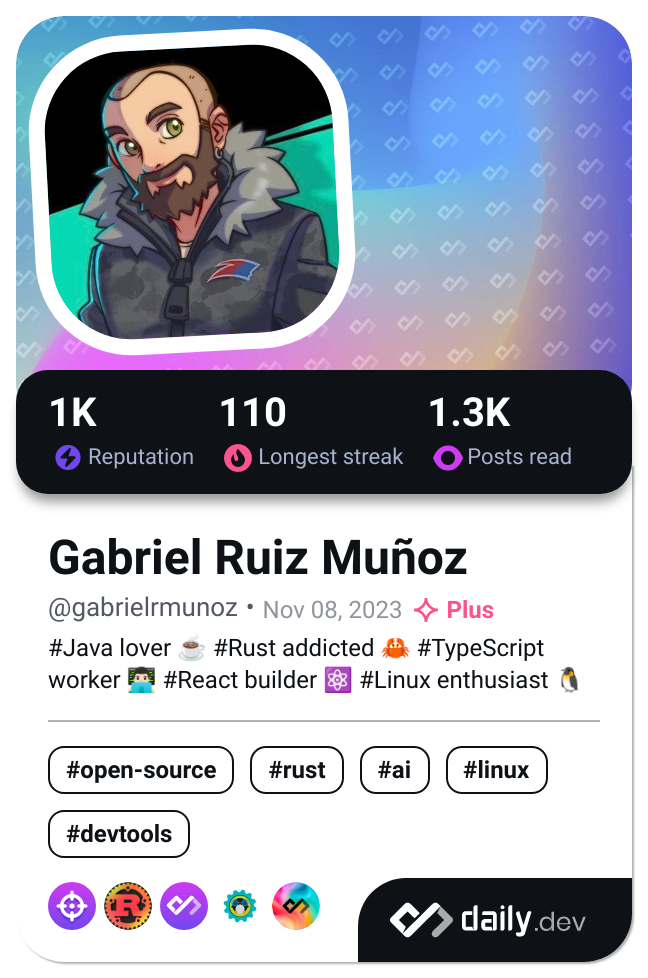 1K 110 1.3K
Reputation Longest streak Posts read
Gabriel Ruiz Muñoz
@gabrielrmunoz • Nov 08, 2023 Plus
#Java lover ☕ #Rust addicted 🦀 #TypeScript
worker 👨🏻‍💻 #React builder ⚛️ #Linux enthusiast 🐧
#open-source #rust #ai #linux
#devtools
R
daily.dev